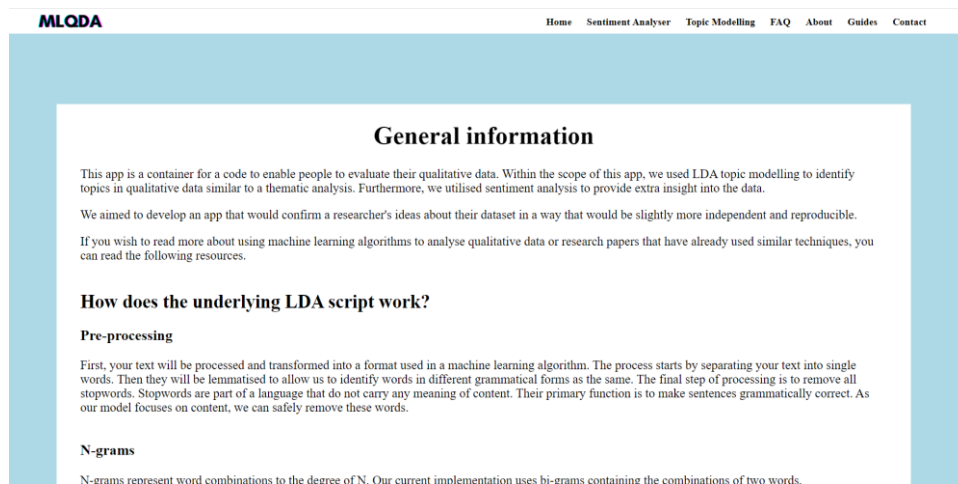 MLQDA
Home Sentiment Analyser Topic Modelling FAQ About Guides Contact
General information
This app is a container for a code to enable people to evaluate their qualitative data. Within the scope of this app, we used LDA topic modelling to identify
topics in qualitative data similar to a thematic analysis. Furthermore, we utilised sentiment analysis to provide extra insight into the data.
We aimed to develop an app that would confirm a researcher's ideas about their dataset in a way that would be slightly more independent and reproducible.
If you wish to read more about using machine learning algorithms to analyse qualitative data or research papers that have already used similar techniques, you
can read the following resources.
How does the underlying LDA script work?
Pre-processing
First, your text will be processed and transformed into a format used in a machine learning algorithm. The process starts by separating your text into single
words. Then they will be lemmatised to allow us to identify words in different grammatical forms as the same. The final step of processing is to remove all
stopwords. Stopwords are part of a language that do not carry any meaning of content. Their primary function is to make sentences grammatically correct. As
our model focuses on content, we can safely remove these words.
N-grams
N-grams represent word combinations to the degree of N. Our current implementation uses bi-grams containing the combinations of two words.